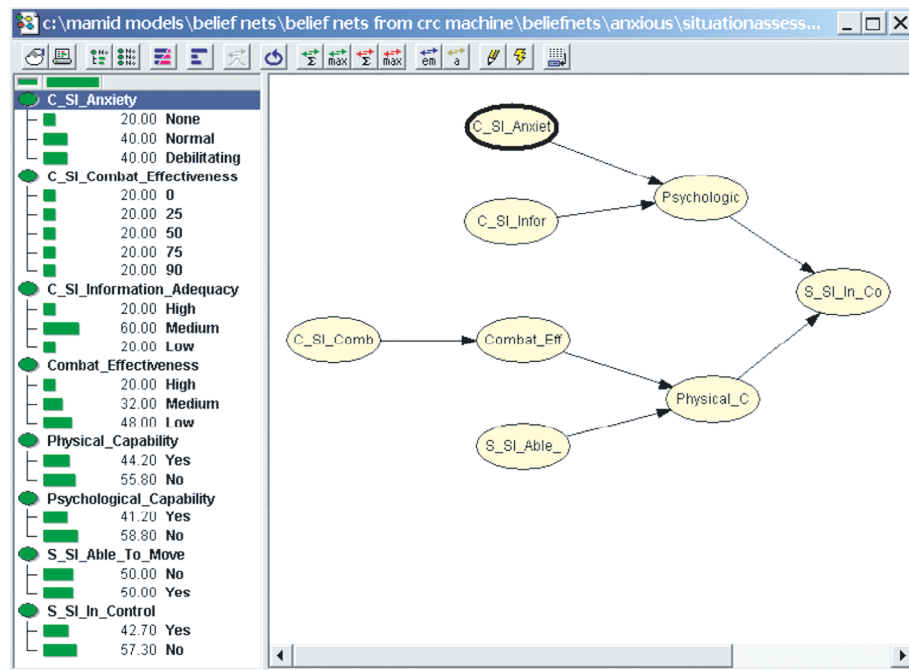 c:\mamid models\belief nets\belief nets from crc machine\beliefnets\anxious\situationassess...
Σ max Σ max em a
C_SI_Anxiety
20.00 None
40.00 Normal
40.00 Debilitating
C_SI_Combat_Effectiveness
20.00 0
20.00 25
20.00 50
20.00 75
20.00 90
C_SI_Information_Adequacy
20.00 High
60.00 Medium
20.00 Low
Combat_Effectiveness
20.00 High
32.00 Medium
48.00 Low
Physical_Capability
44.20 Yes
55.80 No
Psychological_Capability
41.20 Yes
58.80 No
S_SI_Able_To_Move
50.00 No
50.00 Yes
S_SI_In_Control
42.70 Yes
57.30 No
C_SI_Anxiet
Psychologic
C_SI_Infor
S_SI_In_Co
C_SI_Comb
Combat_Eff
Physical_C
S_SI_Able_